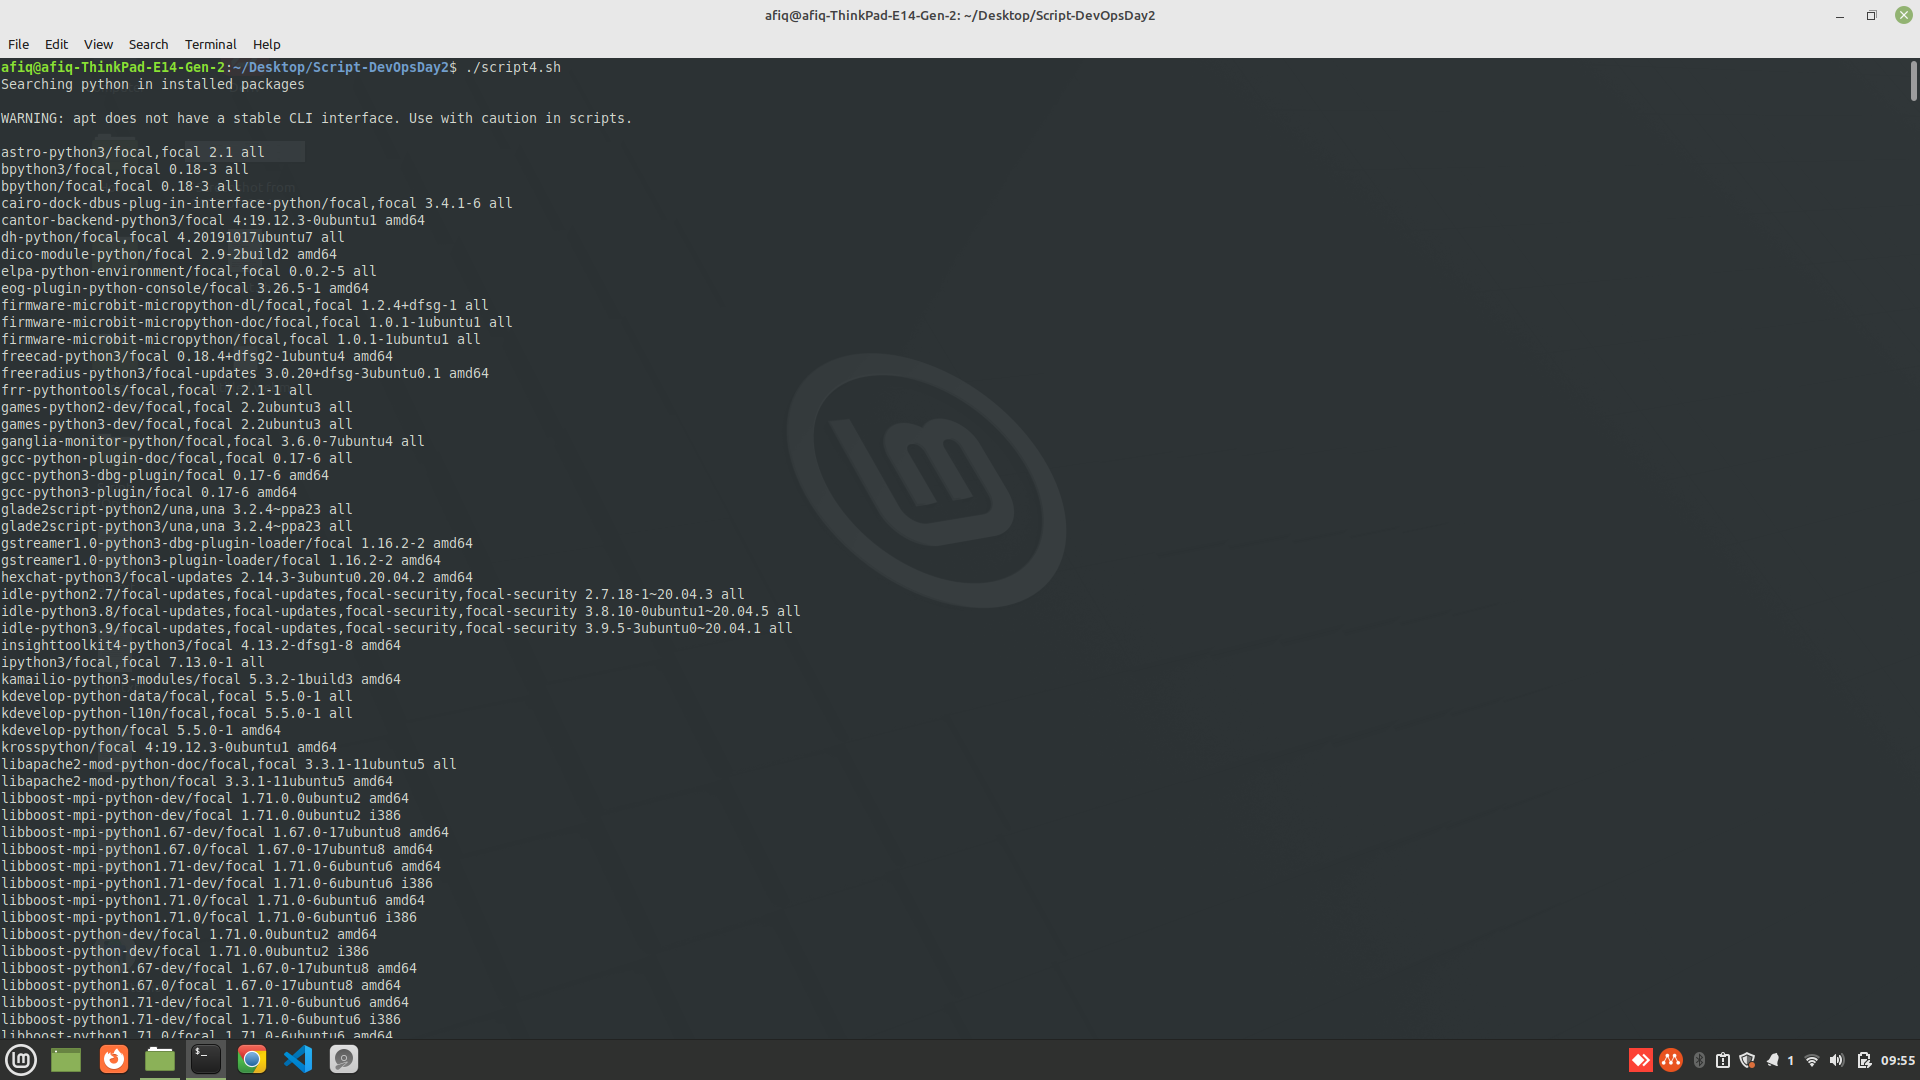 afiq@afiq-ThinkPad-E14-Gen-2: ~/Desktop/Script-DevOpsDay2
File Edit View Search Terminal Help
afiq@afiq-ThinkPad-E14-Gen-2:~/Desktop/Script-DevOpsDay2$ ./script4.sh
Searching python in installed packages
WARNING: apt does not have a stable CLI interface. Use with caution in scripts.
astro-python3/focal,focal 2.1 all
bpython3/focal,focal 0.18-3 all
bpython/focal,focal 0.18-3 all
cairo-dock-dbus-plug-in-interface-python/focal,focal 3.4.1-6 all
cantor-backend-python3/focal 4:19.12.3-0ubuntu1 amd64
dh-python/focal,focal 4.20191017ubuntu7 all
dico-module-python/focal 2.9-2build2 amd64
elpa-python-environment/focal,focal 0.0.2-5 all
eog-plugin-python-console/focal 3.26.5-1 amd64
firmware-microbit-micropython-dl/focal,focal 1.2.4+dfsg-1 all
firmware-microbit-micropython-doc/focal,focal 1.0.1-1ubuntu1 all
firmware-microbit-micropython/focal,focal 1.0.1-1ubuntu1 all
freecad-python3/focal 0.18.4+dfsg2-1ubuntu4 amd64
freeradius-python3/focal-updates 3.0.20+dfsg-3ubuntu0.1 amd64
frr-pythontools/focal,focal 7.2.1-1 all
games-python2-dev/focal,focal 2.2ubuntu3 all
games-python3-dev/focal,focal 2.2ubuntu3 all
ganglia-monitor-python/focal,focal 3.6.0-7ubuntu4 all
gcc-python-plugin-doc/focal,focal 0.17-6 all
gcc-python3-dbg-plugin/focal 0.17-6 amd64
gcc-python3-plugin/focal 0.17-6 amd64
glade2script-python2/una,una 3.2.4~ppa23 all
glade2script-python3/una,una 3.2.4~ppa23 all
gstreamer1.0-python3-dbg-plugin-loader/focal 1.16.2-2 amd64
gstreamer1.0-python3-plugin-loader/focal 1.16.2-2 amd64
hexchat-python3/focal-updates 2.14.3-3ubuntu0.20.04.2 amd64
idle-python2.7/focal-updates,focal-updates,focal-security,focal-security 2.7.18-1~20.04.3 all
idle-python3.8/focal-updates,focal-updates,focal-security,focal-security 3.8.10-0ubuntu1~20.04.5 all
idle-python3.9/focal-updates,focal-updates,focal-security,focal-security 3.9.5-3ubuntu0~20.04.1 all
insighttoolkit4-python3/focal 4.13.2-dfsg1-8 amd64
ipython3/focal,focal 7.13.0-1 all
kamailio-python3-modules/focal 5.3.2-1build3 amd64
kdevelop-python-data/focal,focal 5.5.0-1 all
kdevelop-python-l10n/focal,focal 5.5.0-1 all
kdevelop-python/focal 5.5.0-1 amd64
krosspython/focal 4:19.12.3-0ubuntu1 amd64
libapache2-mod-python-doc/focal,focal 3.3.1-11ubuntu5 all
libapache2-mod-python/focal 3.3.1-11ubuntu5 amd64
libboost-mpi-python-dev/focal 1.71.0.0ubuntu2 amd64
libboost-mpi-python-dev/focal 1.71.0.0ubuntu2 i386
libboost-mpi-python1.67-dev/focal 1.67.0-17ubuntu8 amd64
libboost-mpi-python1.67.0/focal 1.67.0-17ubuntu8 amd64
libboost-mpi-python1.71-dev/focal 1.71.0-6ubuntu6 amd64
libboost-mpi-python1.71-dev/focal 1.71.0-6ubuntu6 i386
libboost-mpi-python1.71.0/focal 1.71.0-6ubuntu6 amd64
libboost-mpi-python1.71.0/focal 1.71.0-6ubuntu6 i386
libboost-python-dev/focal 1.71.0.0ubuntu2 amd64
libboost-python-dev/focal 1.71.0.0ubuntu2 i386
libboost-python1.67-dev/focal 1.67.0-17ubuntu8 amd64
libboost-python1.67.0/focal 1.67.0-17ubuntu8 amd64
libboost-python1.71-dev/focal 1.71.0-6ubuntu6 amd64
libboost-python1.71-dev/focal 1.71.0-6ubuntu6 i386
libboost-python1.71.0/focal 1.71.0-6ubuntu6 amd64
1 09:55